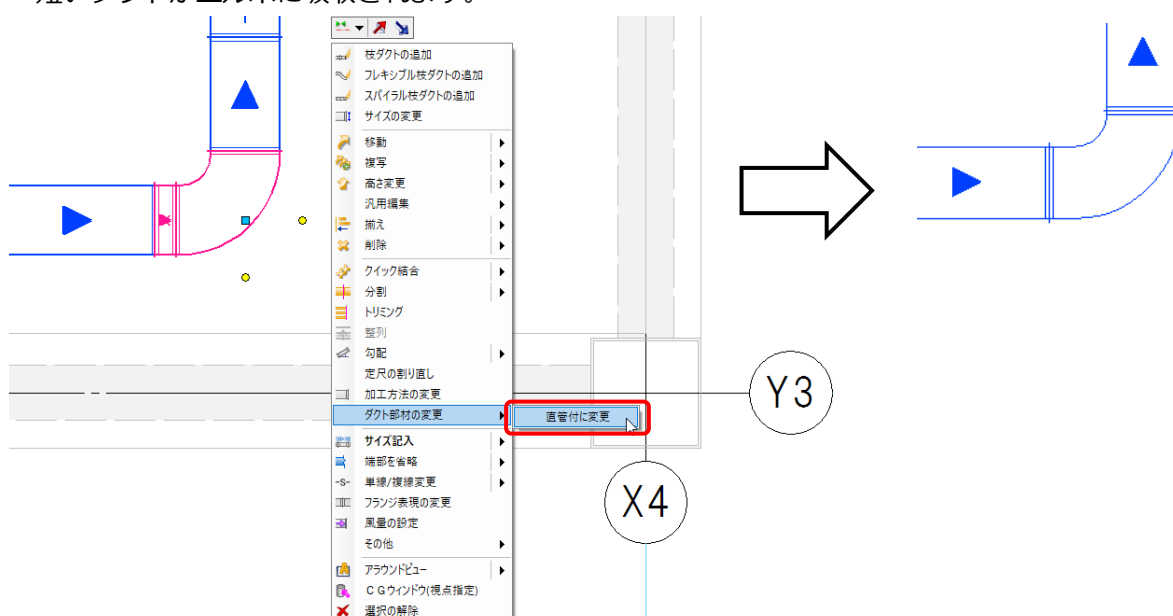 短いダクトがエルボに吸収されます。
枝ダクトの追加
フレキシブル枝ダクトの追加
スパイラル枝ダクトの追加
サイズの変更
移動
複写
高さ変更
汎用編集
揃え
削除
クイック結合
分割
トリミング
整列
勾配
定尺の割り直し
加工方法の変更
ダクト部材の変更
直管付に変更
サイズ記入
端部を省略
-S- 単線/複線変更
フランジ表現の変更
風量の設定
その他
アラウンドビュー
CGウィンドウ(視点指定)
選択の解除
Y3
X4